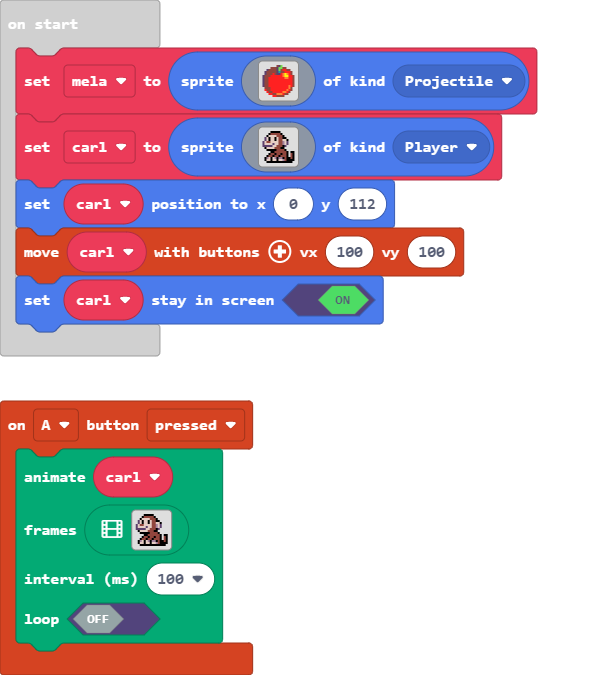 on start
set mela to sprite of kind Projectile
set carl to sprite of kind Player
set carl position to x 0 y 112
move carl with buttons vx 100 vy 100
set carl stay in screen ON
on A button pressed
animate carl
frames
interval (ms) 100
loop OFF